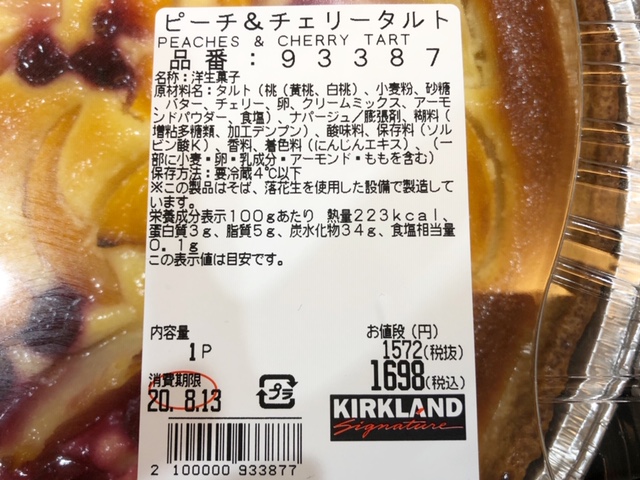 ピーチ&チェリータルト
PEACHES & CHERRY TART
品番:93387
名称:洋生菓子
原材料名:タルト(桃(黄桃、白桃)、小麦粉、砂糖
、バター、チェリー、卵、クリームミックス、アーモ
ンドパウダー、食塩)、ナパージュ/膨張剤、糊料(
増粘多糖類、加工デンプン)、酸味料、保存料(ソル
ビン酸K)、香料、着色料(にんじんエキス)、(一
部に小麦・卵・乳成分・アーモンド・ももを含む)
保存方法:要冷蔵4℃以下
※この製品はそば、落花生を使用した設備で製造して
います。
栄養成分表示100gあたり 熱量223kcal、
蛋白質3g、脂質5g、炭水化物34g、食塩相当量
0.1g
この表示値は目安です。
内容量
1P
お値段(円)
1572(税抜)
1698(税込)
消費期限
20.8.13
プラ
KIRKLAND
Signature
2 100000 933877